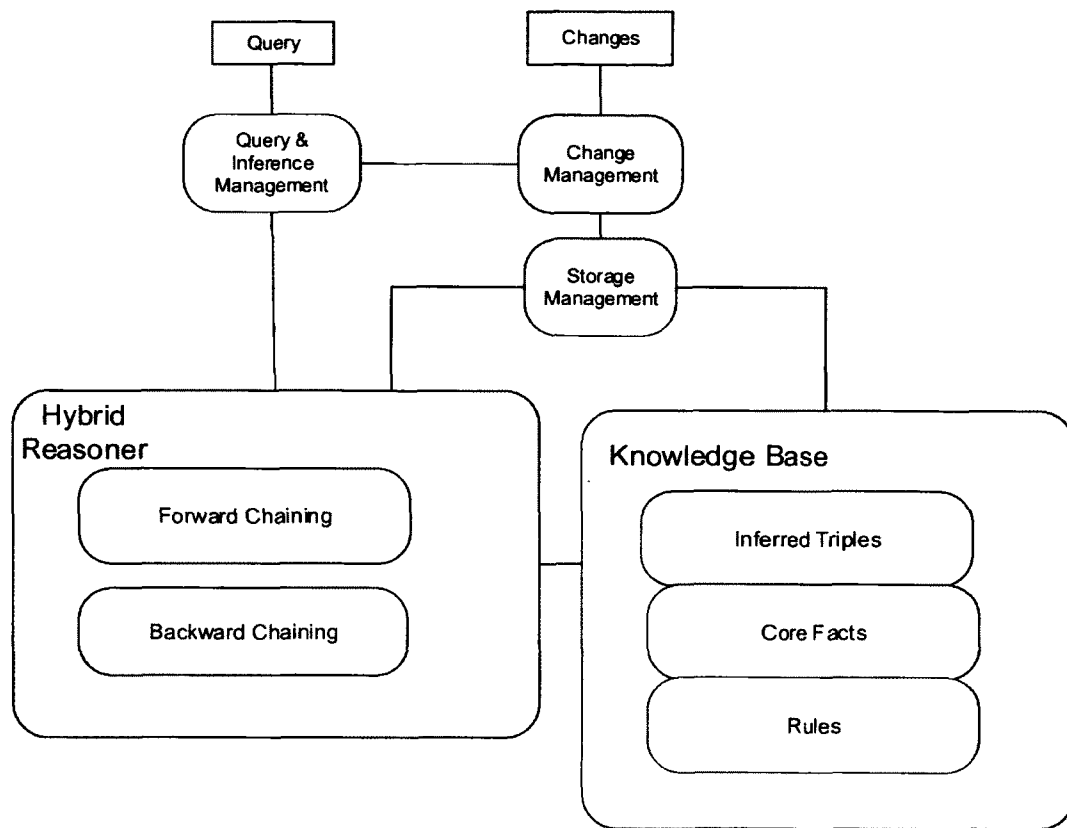 Query
Changes
Query &
Inference
Management
Change
Management
Storage
Management
Hybrid
Reasoner
Forward Chaining
Backward Chaining
Knowledge Base
Inferred Triples
Core Facts
Rules